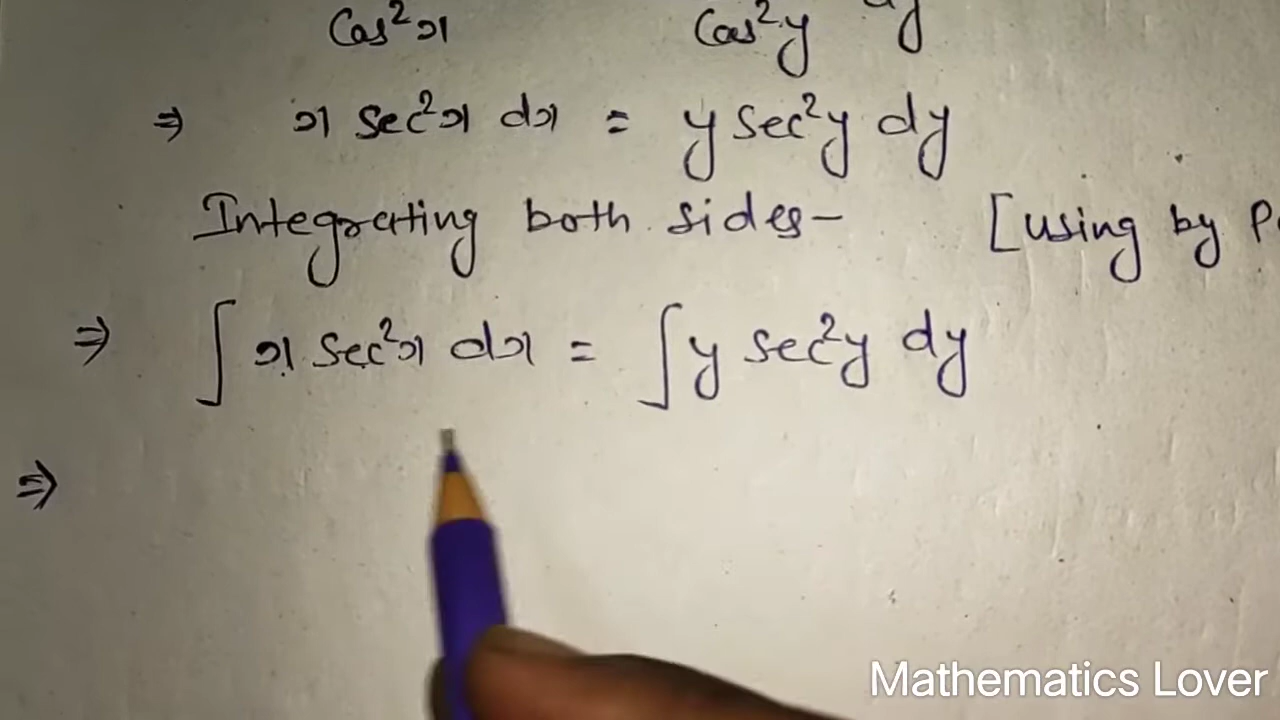 Cos²x Cos²y
⇒ x sec²x dx = y sec²y dy
Integrating both sides— [using by
⇒ ∫ x sec²x dx = ∫ y sec²y dy
⇒
Mathematics Lover